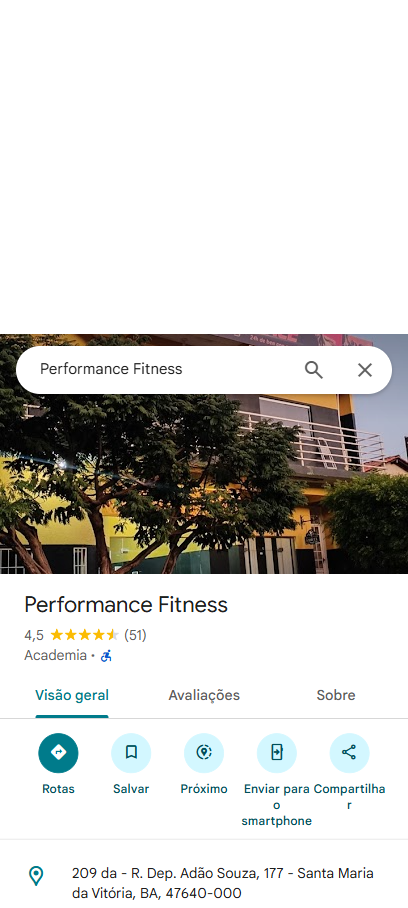 Performance Fitness
Performance Fitness
4,5 (51)
Academia •
Visão geral Avaliações Sobre
Rotas Salvar Próximo Enviar para o smartphone Compartilhar
209 da - R. Dep. Adão Souza, 177 - Santa Maria
da Vitória, BA, 47640-000